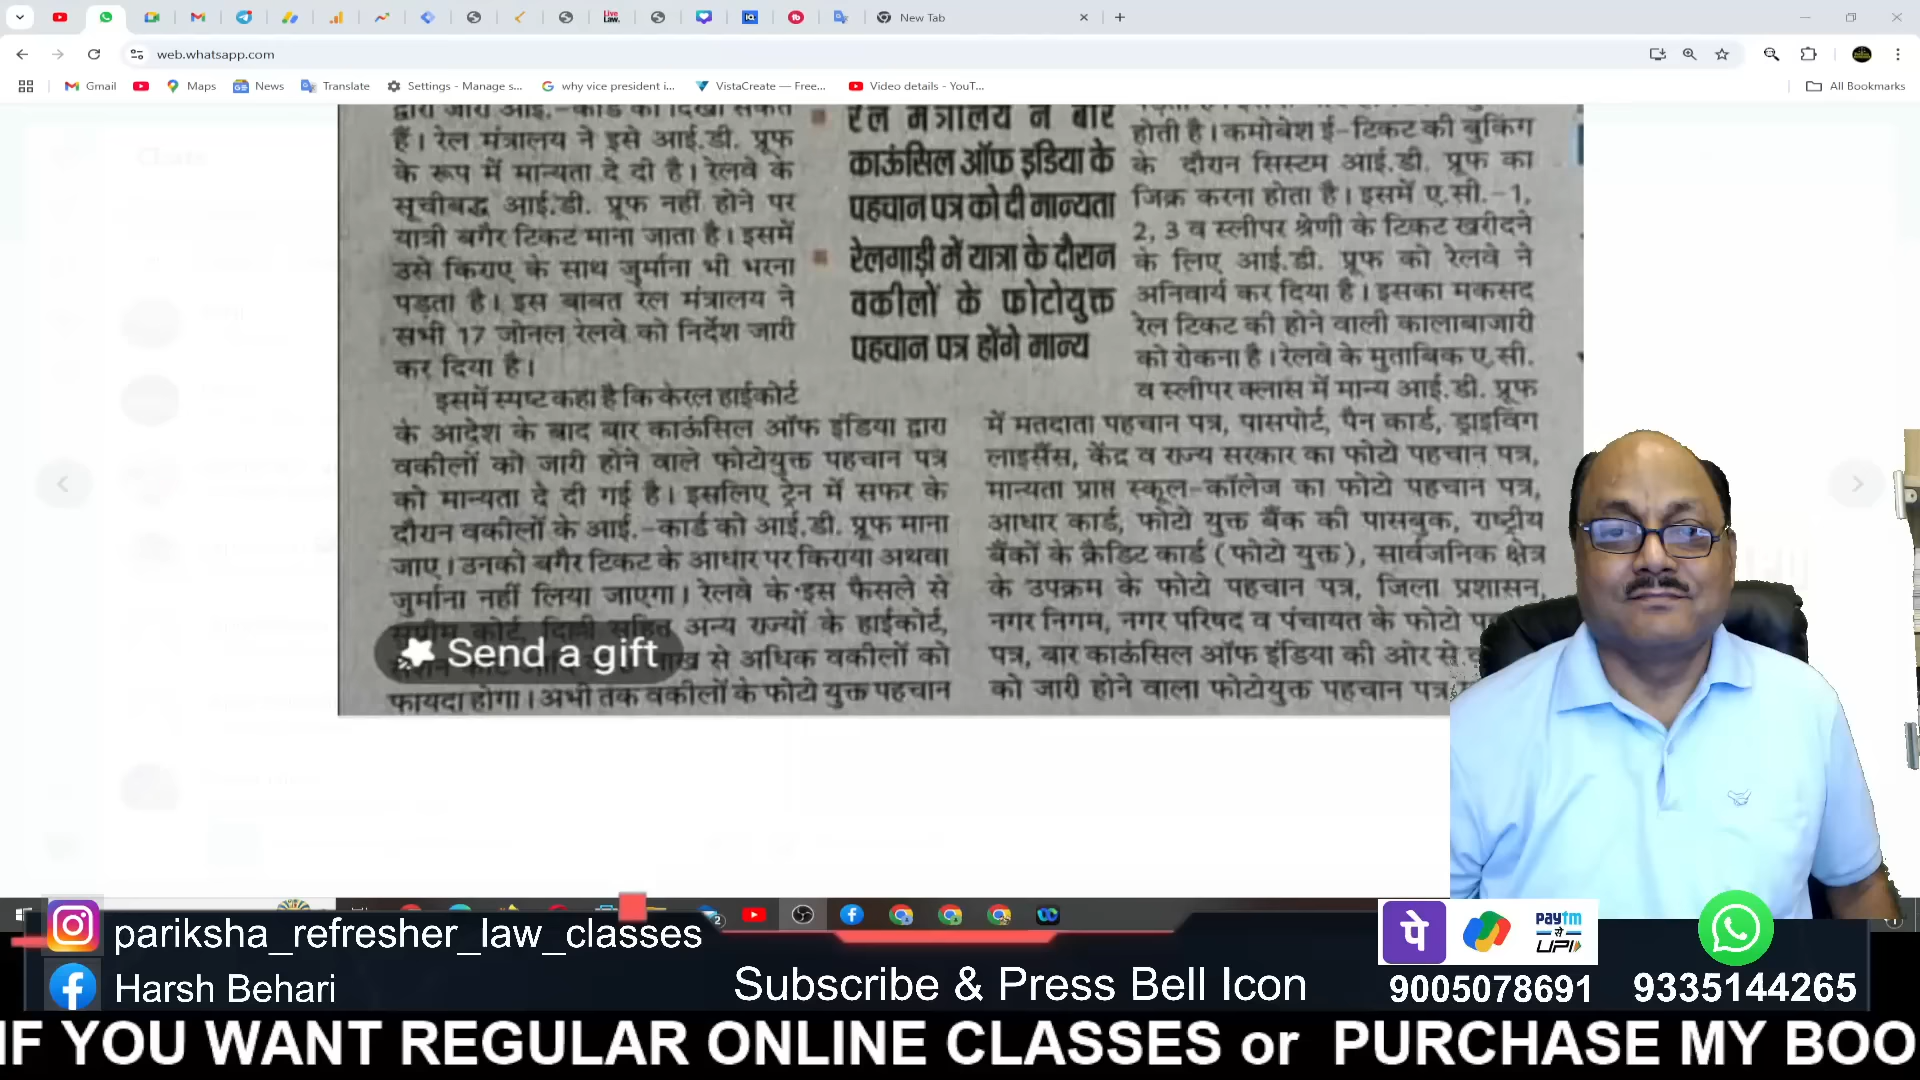 New Tab
web.whatsapp.com
Gmail
Maps
News
Translate
Settings - Manage s...
why vice president i...
VistaCreate — Free...
Video details - YouT...
All Bookmarks
द्वारा जारी आई.-कार्ड को दिखा सकते
हैं। रेल मंत्रालय ने इसे आई.डी. प्रूफ
के रूप में मान्यता दे दी है। रेलवे के
सूचीबद्ध आई.डी. प्रूफ नहीं होने पर
यात्री बगैर टिकट माना जाता है। इसमें
उसे किराए के साथ जुर्माना भी भरना
पड़ता है। इस बाबत रेल मंत्रालय ने
सभी 17 जोनल रेलवे को निर्देश जारी
कर दिया है।
इसमें स्पष्ट कहा है कि केरल हाईकोर्ट
के आदेश के बाद बार काऊंसिल ऑफ इंडिया द्वारा
वकीलों को जारी होने वाले फोटोयुक्त पहचान पत्र
को मान्यता दे दी गई है। इसलिए ट्रेन में सफर के
दौरान वकीलों के आई.-कार्ड को आई.डी. प्रूफ माना
जाए। उनको बगैर टिकट के आधार पर किराया अथवा
जुर्माना नहीं लिया जाएगा। रेलवे के इस फैसले से
अन्य राज्यों के हाईकोर्ट,
से अधिक वकीलों को
फायदा होगा। अभी तक वकीलों के फोटो युक्त पहचान
Send a gift
रेल मंत्रालय ने बार
काऊंसिल ऑफ इंडिया के
पहचान पत्र को दी मान्यता
रेलगाड़ी में यात्रा के दौरान
वकीलों के फोटोयुक्त
पहचान पत्र होंगे मान्य
होती है। कमोबेश ई-टिकट की बुकिंग
के दौरान सिस्टम आई.डी. प्रूफ का
जिक्र करना होता है। इसमें ए.सी.-1,
2, 3 व स्लीपर श्रेणी के टिकट खरीदने
के लिए आई.डी. प्रूफ को रेलवे ने
अनिवार्य कर दिया है। इसका मकसद
रेल टिकट की होने वाली कालाबाजारी
को रोकना है। रेलवे के मुताबिक ए.सी.
व स्लीपर क्लास में मान्य आई.डी. प्रूफ
में मतदाता पहचान पत्र, पासपोर्ट, पैन कार्ड, ड्राइविंग
लाइसैंस, केंद्र व राज्य सरकार का फोटो पहचान पत्र,
मान्यता प्राप्त स्कूल-कॉलेज का फोटो पहचान पत्र,
आधार कार्ड, फोटो युक्त बैंक की पासबुक, राष्ट्रीय
बैंकों के क्रैडिट कार्ड (फोटो युक्त), सार्वजनिक क्षेत्र
के उपक्रम के फोटो पहचान पत्र, जिला प्रशासन,
नगर निगम, नगर परिषद व पंचायत के फोटो
पत्र, बार काऊंसिल ऑफ इंडिया की ओर से
को जारी होने वाला फोटोयुक्त पहचान पत्र
pariksha_refresher_law_classes
Harsh Behari
Subscribe & Press Bell Icon
पे
paytm
से
UPI
9005078691
9335144265
IF YOU WANT REGULAR ONLINE CLASSES or PURCHASE MY BOO